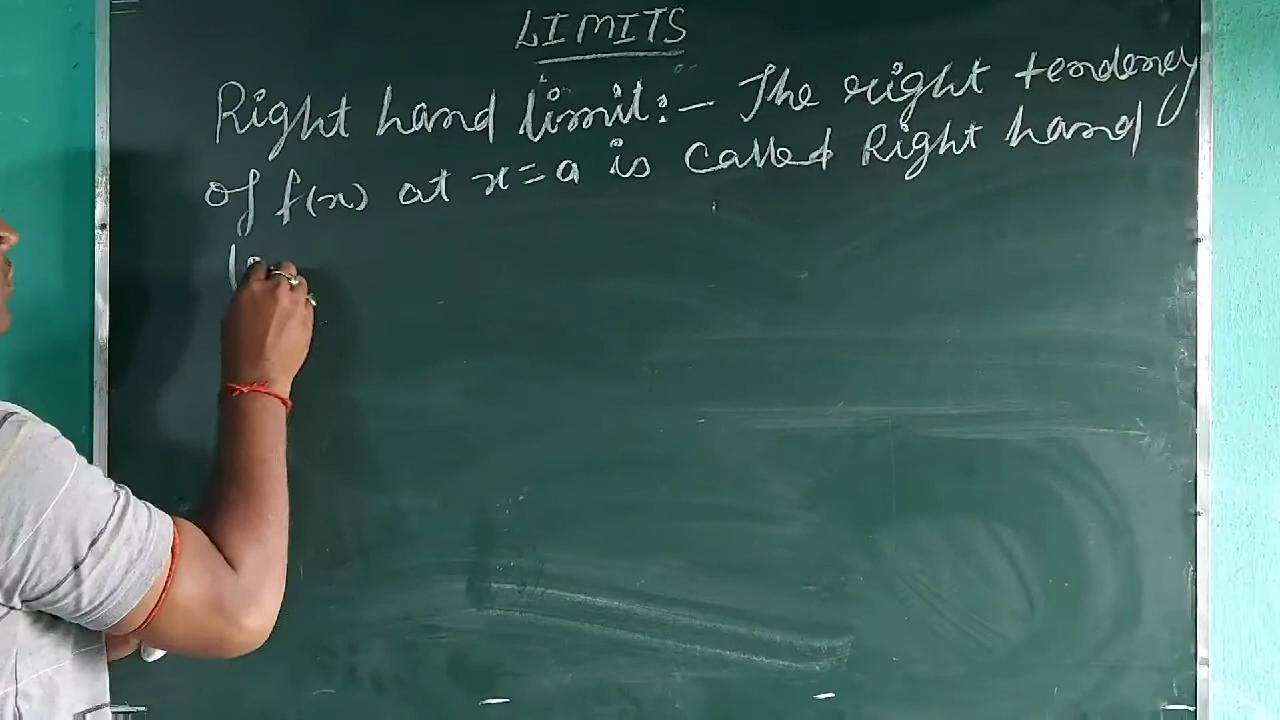 LIMITS
Right hand limit:- The right tendency
of f(x) at x=a is called Right hand